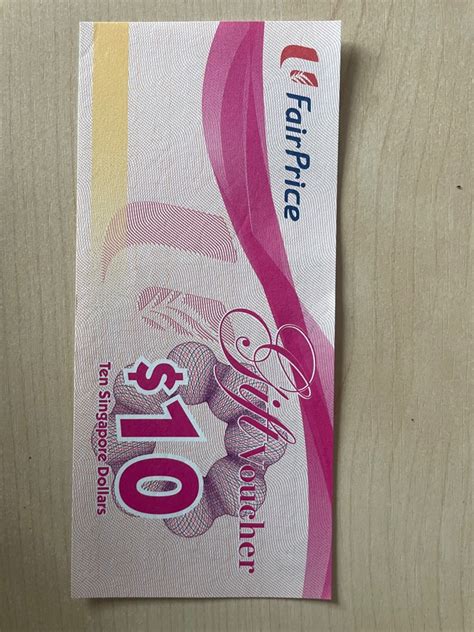 FairPrice
Gift Voucher
$10
Ten Singapore Dollars